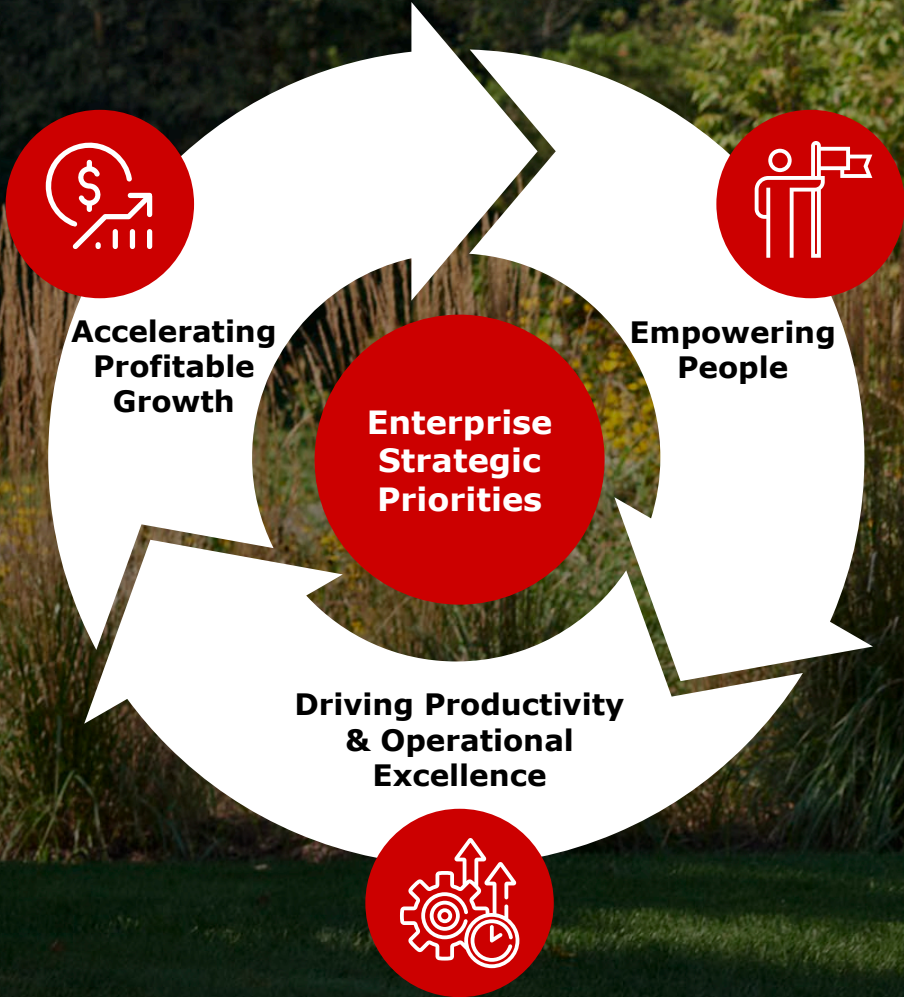 Accelerating
Profitable
Growth
Empowering
People
Enterprise
Strategic
Priorities
Driving Productivity
& Operational
Excellence
$